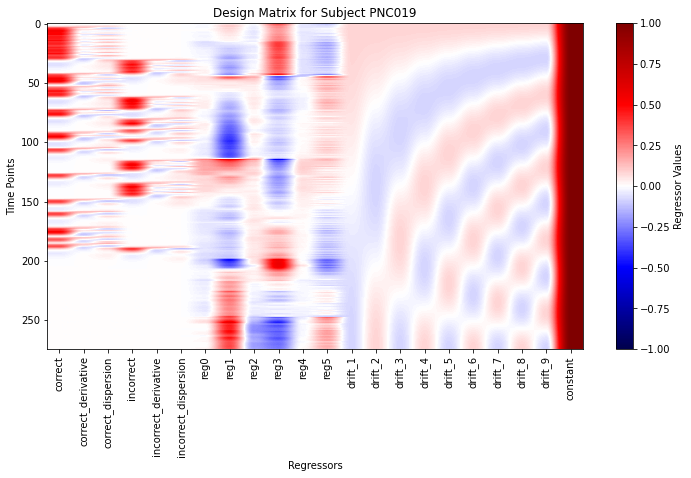 Design Matrix for Subject PNC019
Time Points
0
50
100
150
200
250
correct
correct_derivative
correct_dispersion
incorrect
incorrect_derivative
incorrect_dispersion
reg0
reg1
reg2
reg3
reg4
reg5
drift_1
drift_2
drift_3
drift_4
drift_5
drift_6
drift_7
drift_8
drift_9
constant
Regressors
1.00
0.75
0.50
0.25
0.00
−0.25
−0.50
−0.75
−1.00
Regressor Values